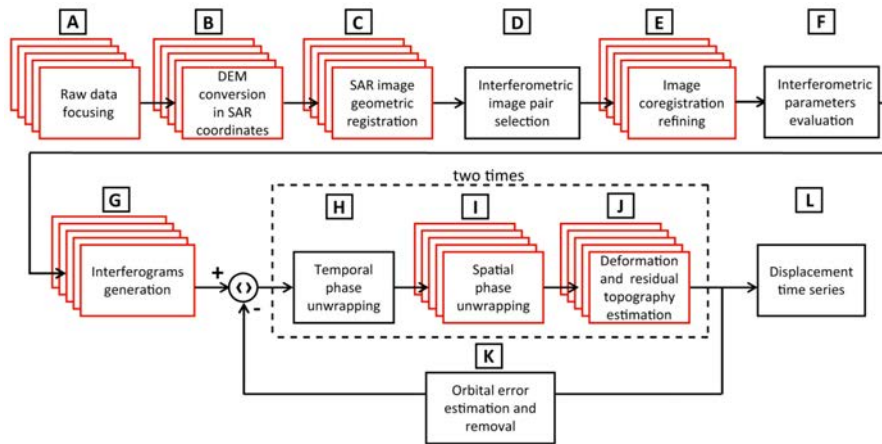 A
B
C
D
E
F
Raw data
focusing
DEM
conversion
in SAR
coordinates
SAR image
geometric
registration
Interferometric
image pair
selection
Image
coregistration
refining
Interferometric
parameters
evaluation
two times
G
H
I
J
L
Interferograms
generation
+
-
Temporal
phase
unwrapping
Spatial
phase
unwrapping
Deformation
and residual
topography
estimation
Displacement
time series
K
Orbital error
estimation and
removal